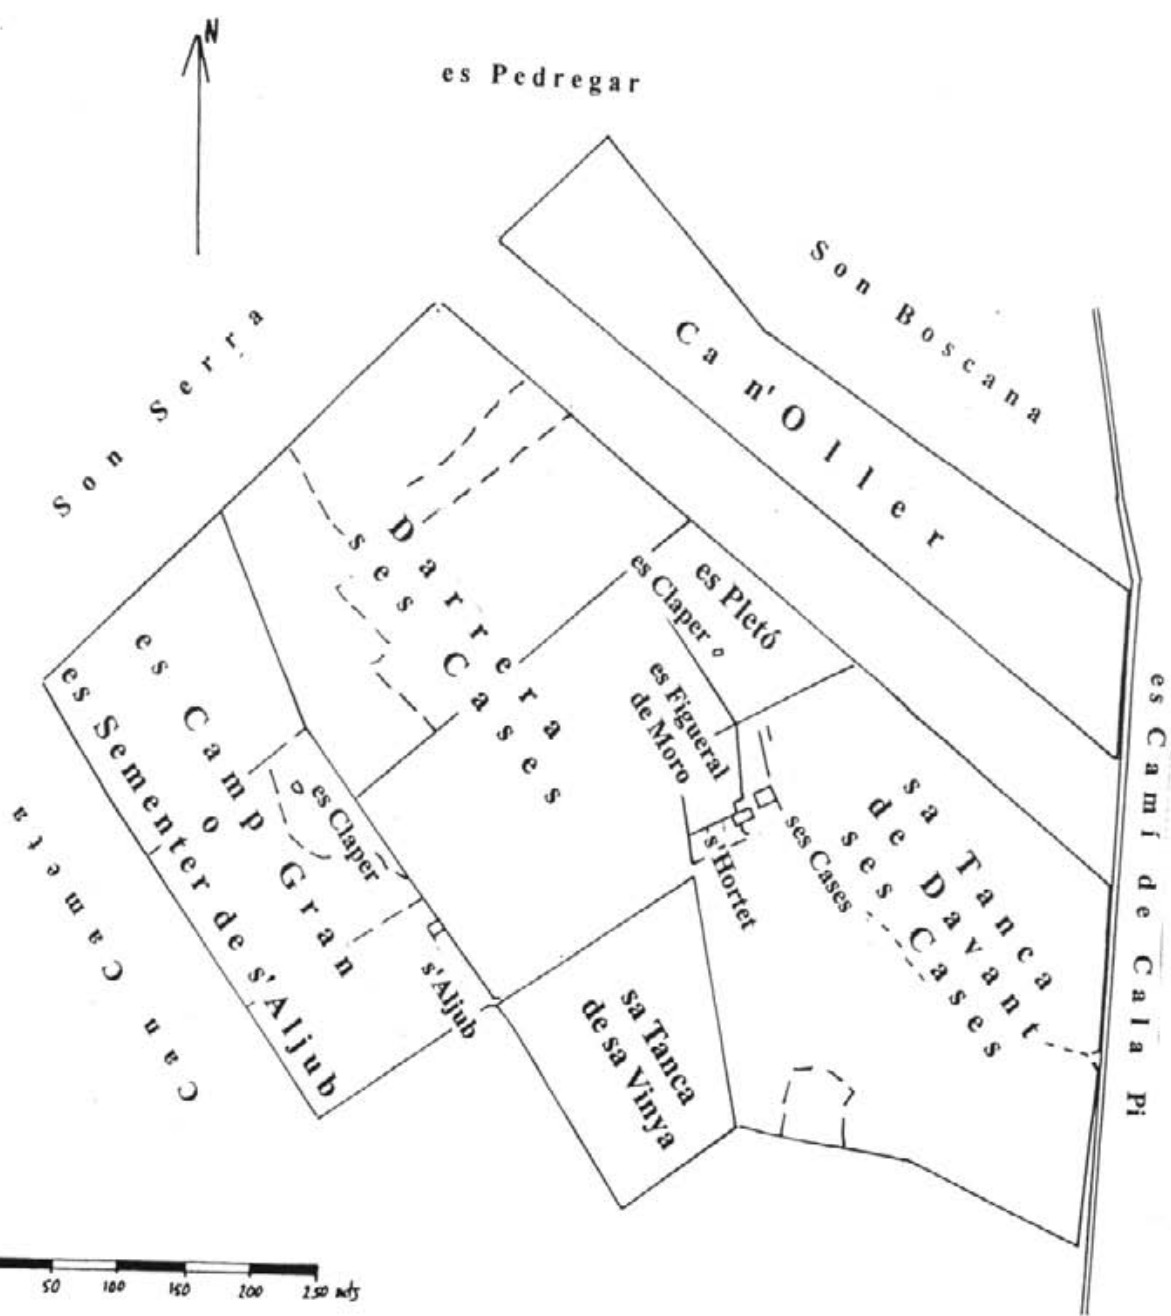 N
es Pedregar
Son Boscana
Son Serra
Ca n'Oller
Darrera
ses Cases
es Pletó
es Claper
es Figueral
de Moro
es Camp Gran
o
es Sementer de s'Aljub
es Claper
s'Hortet
ses Cases
sa Tanca
de Davant
ses Cases
es Camí de Cala Pi
s'Aljub
sa Tanca
de sa Vinya
Can Cameta
50 100 150 200 250 mts